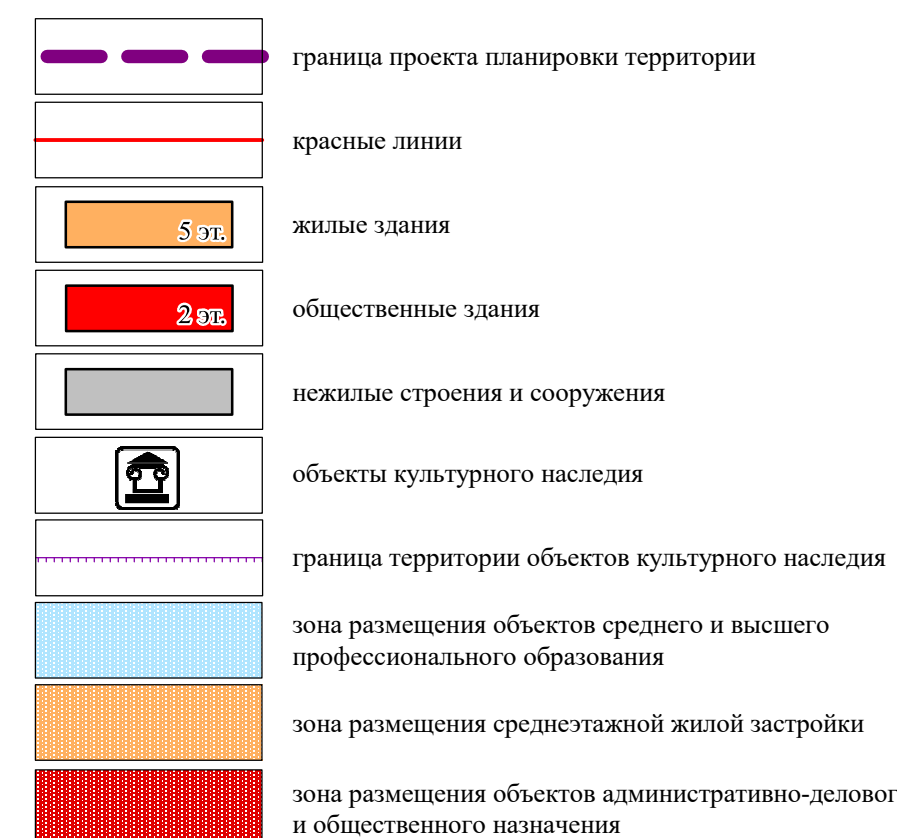 граница проекта планировки территории
красные линии
5 эт.
жилые здания
2 эт.
общественные здания
нежилые строения и сооружения
объекты культурного наследия
граница территории объектов культурного наследия
зона размещения объектов среднего и высшего
профессионального образования
зона размещения среднеэтажной жилой застройки
зона размещения объектов административно-деловог
и общественного назначения